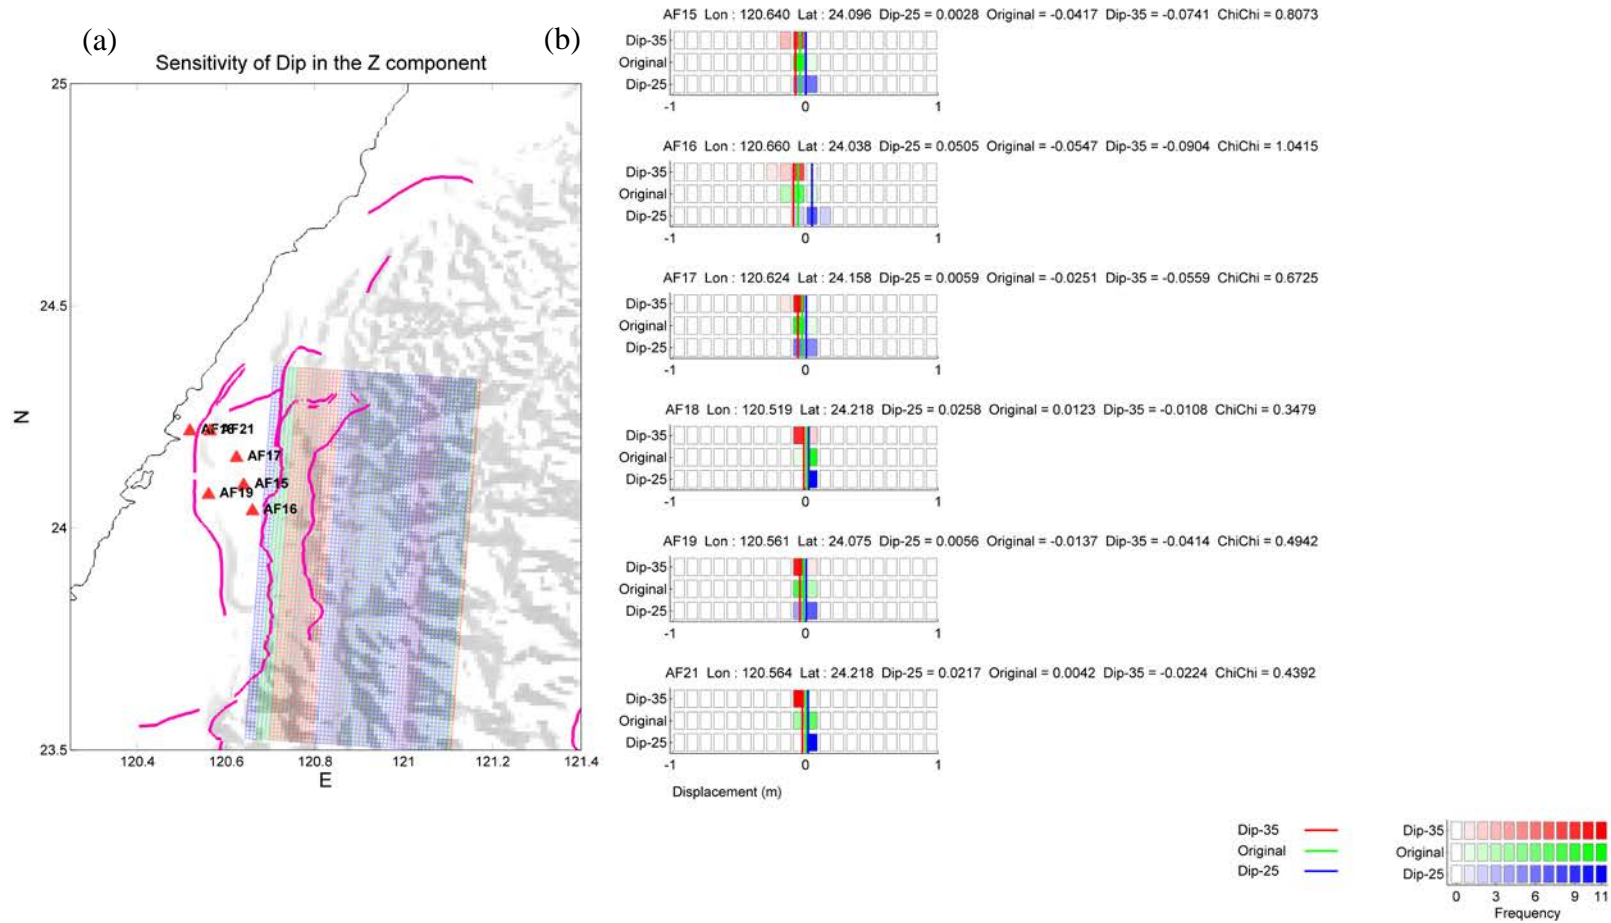 (a)
Sensitivity of Dip in the Z component
25
24.5
24
23.5
N
120.4 120.6 120.8 121 121.2 121.4
E
AF21
AF17
AF15
AF19
AF16
(b)
AF15 Lon : 120.640 Lat : 24.096 Dip-25 = 0.0028 Original = -0.0417 Dip-35 = -0.0741 ChiChi = 0.8073
Dip-35
Original
Dip-25
-1 0 1
AF16 Lon : 120.660 Lat : 24.038 Dip-25 = 0.0505 Original = -0.0547 Dip-35 = -0.0904 ChiChi = 1.0415
Dip-35
Original
Dip-25
-1 0 1
AF17 Lon : 120.624 Lat : 24.158 Dip-25 = 0.0059 Original = -0.0251 Dip-35 = -0.0559 ChiChi = 0.6725
Dip-35
Original
Dip-25
-1 0 1
AF18 Lon : 120.519 Lat : 24.218 Dip-25 = 0.0258 Original = 0.0123 Dip-35 = -0.0108 ChiChi = 0.3479
Dip-35
Original
Dip-25
-1 0 1
AF19 Lon : 120.561 Lat : 24.075 Dip-25 = 0.0056 Original = -0.0137 Dip-35 = -0.0414 ChiChi = 0.4942
Dip-35
Original
Dip-25
-1 0 1
AF21 Lon : 120.564 Lat : 24.218 Dip-25 = 0.0217 Original = 0.0042 Dip-35 = -0.0224 ChiChi = 0.4392
Dip-35
Original
Dip-25
-1 0 1
Displacement (m)
Dip-35
Original
Dip-25
Dip-35
Original
Dip-25
0 3 6 9 11
Frequency